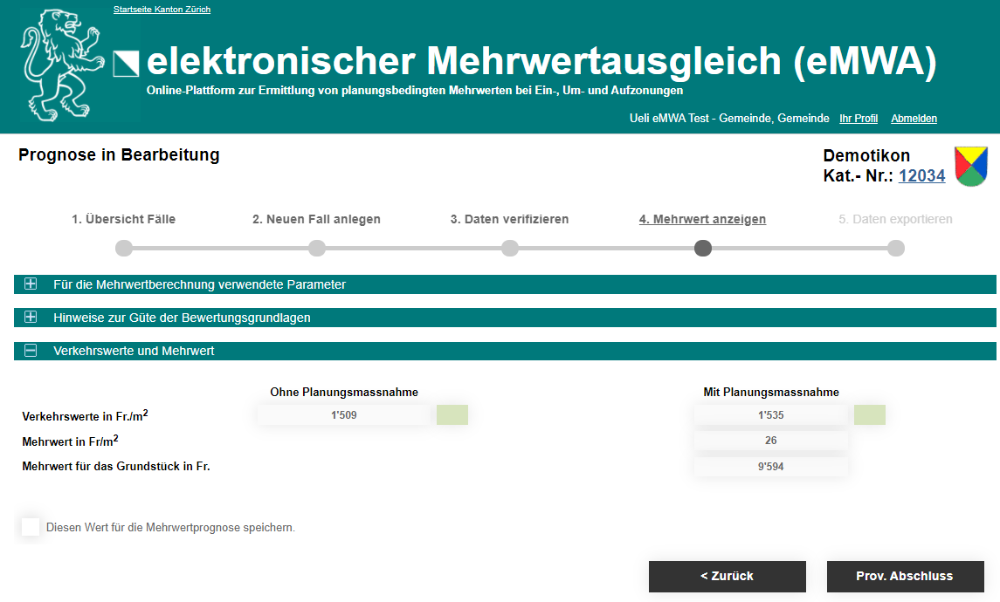 Startseite Kanton Zürich
elektronischer Mehrwertausgleich (eMWA)
Online-Plattform zur Ermittlung von planungsbedingten Mehrwerten bei Ein-, Um- und Aufzonungen
Ueli eMWA Test - Gemeinde, Gemeinde Ihr Profil Abmelden
Prognose in Bearbeitung
Demotikon
Kat.- Nr.: 12034
1. Übersicht Fälle 2. Neuen Fall anlegen 3. Daten verifizieren 4. Mehrwert anzeigen 5. Daten exportieren
Für die Mehrwertberechnung verwendete Parameter
Hinweise zur Güte der Bewertungsgrundlagen
Verkehrswerte und Mehrwert
Ohne Planungsmassnahme Mit Planungsmassnahme
Verkehrswerte in Fr./m² 1'509 1'535
Mehrwert in Fr/m² 26
Mehrwert für das Grundstück in Fr. 9'594
Diesen Wert für die Mehrwertprognose speichern.
< Zurück Prov. Abschluss